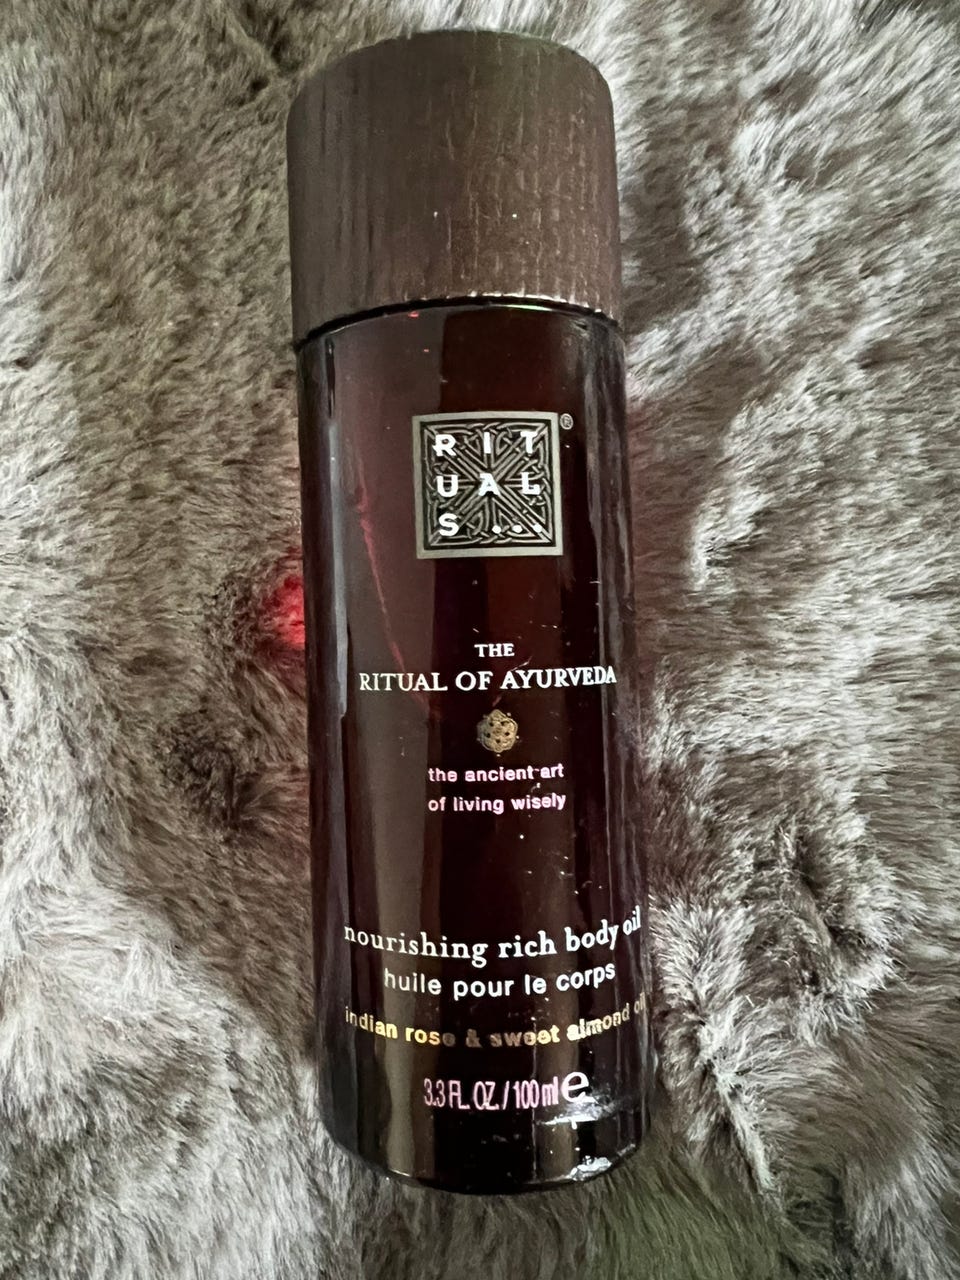 RIT
UAL
S...
®
THE
RITUAL OF AYURVEDA
the ancient art
of living wisely
nourishing rich body oil
huile pour le corps
indian rose & sweet almond oil
3.3 FL. OZ. / 100 ml e